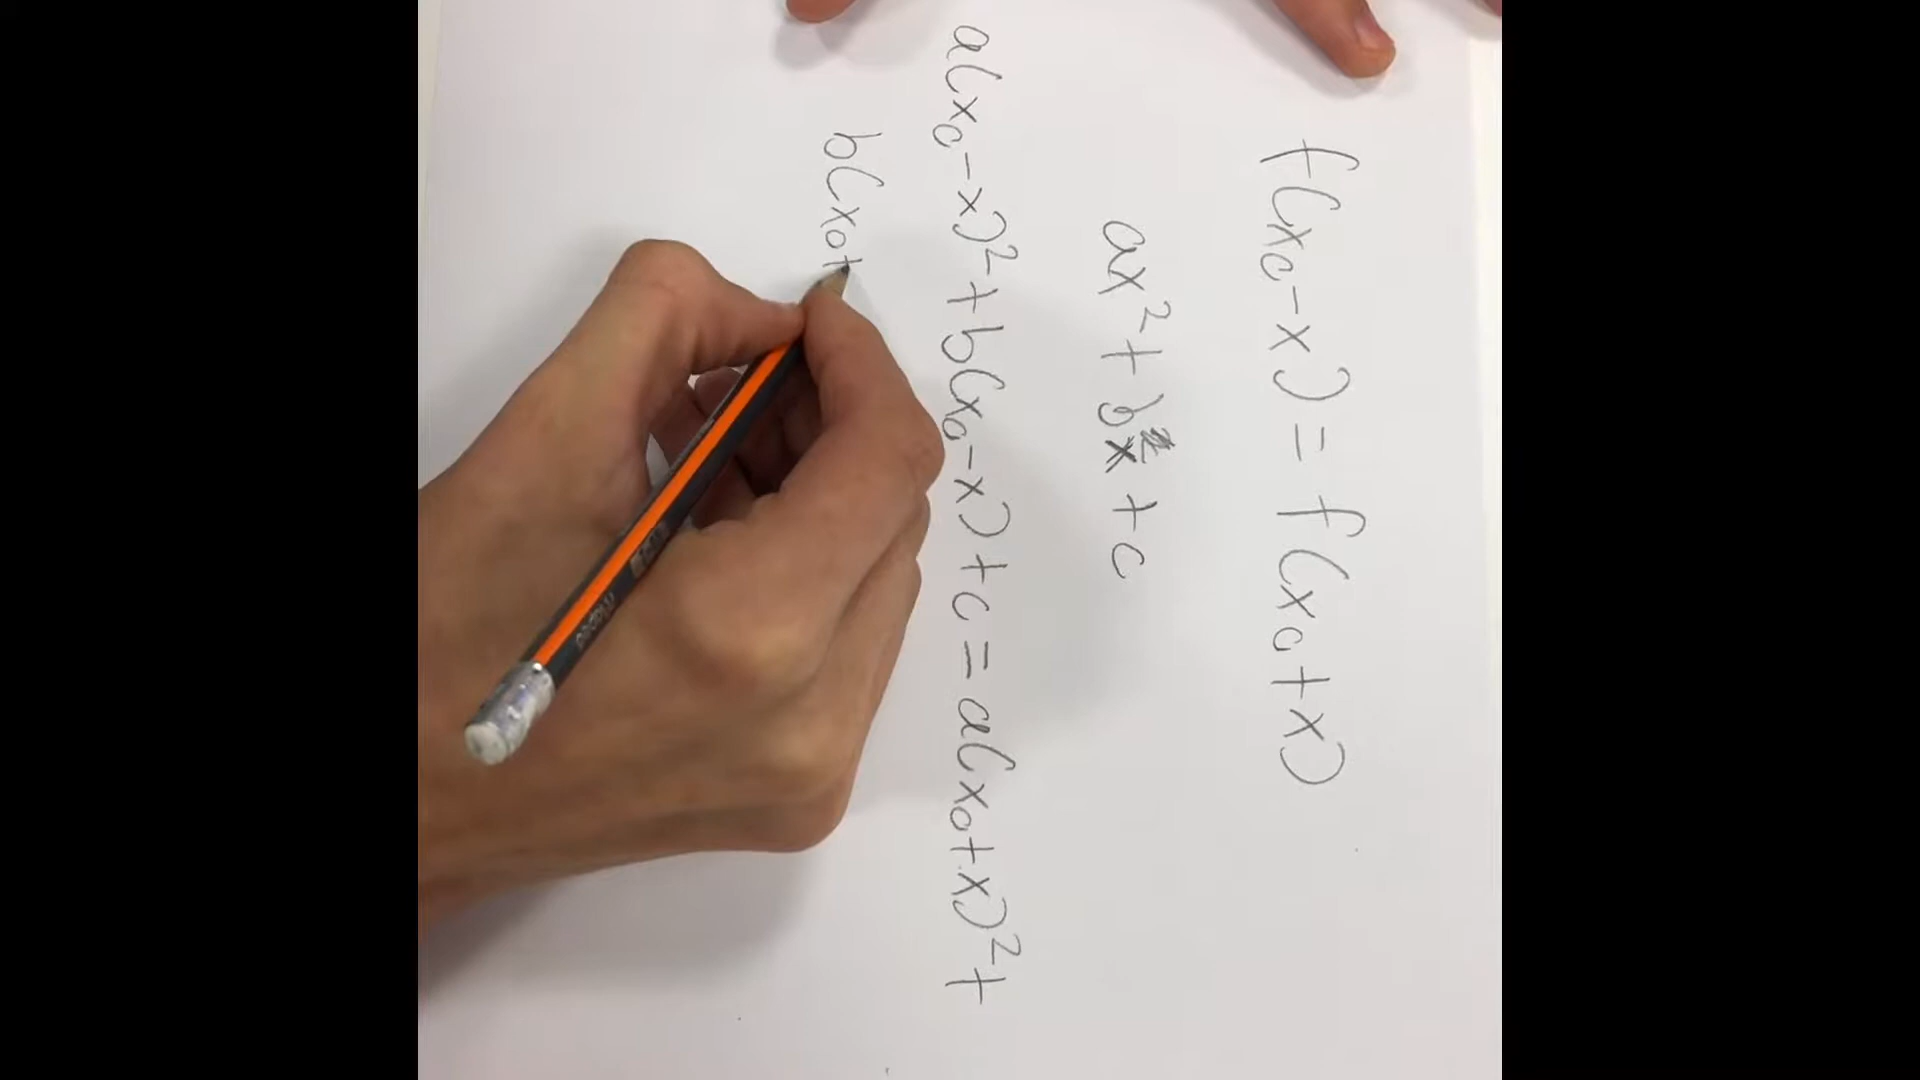 f(x₀-x) = f(x₀+x)
ax²+bx+c
a(x₀-x)²+b(x₀-x)+c=a(x₀+x)²+
b(x₀+